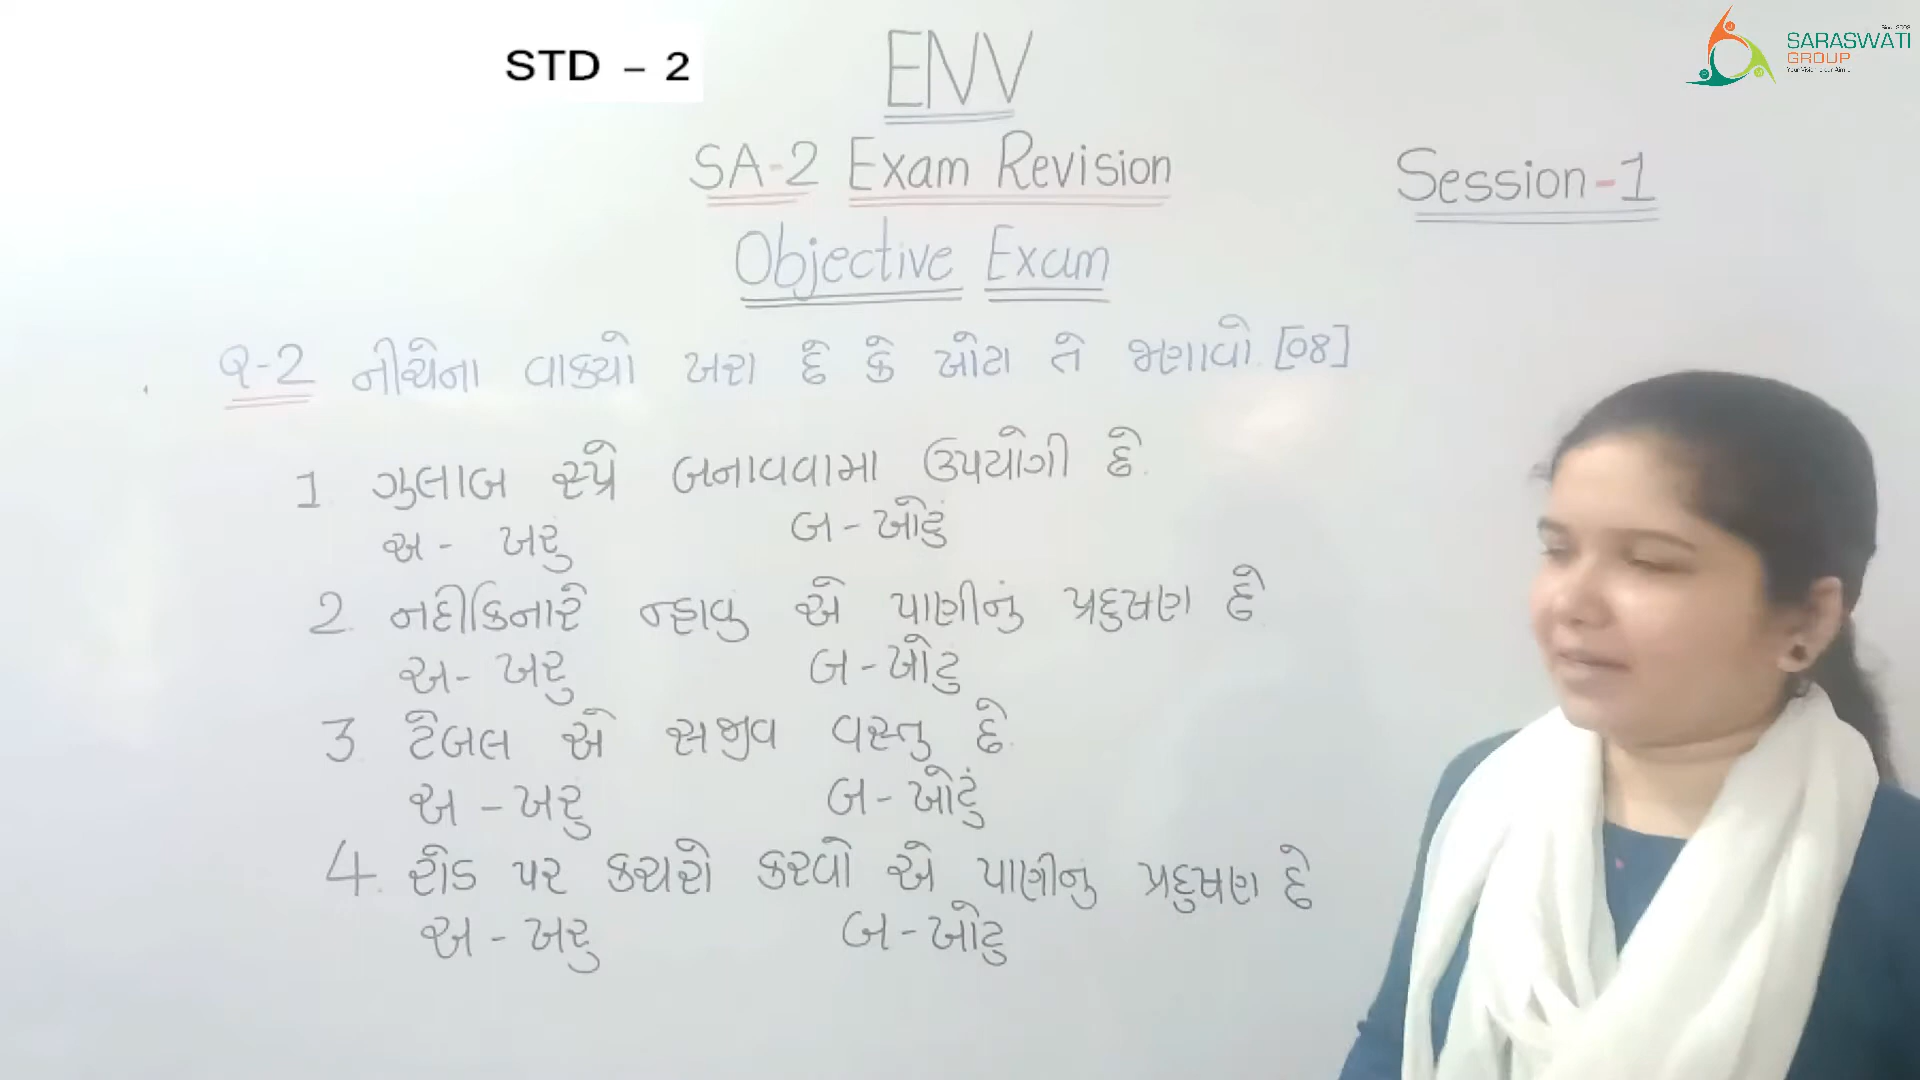 STD - 2
ENV
SARASWATI
GROUP
SA-2 Exam Revision
Session-1
Objective Exam
Q-2 નીચેના વાક્યો ખરા છે કે ખોટા તે જણાવો. [08]
1 ગુલાબ સ્પ્રે બનાવવામા ઉપયોગી છે.
અ - ખરુ બ - ખોટું
2. નદીકિનારે ન્હાવુ એ પાણીનું પ્રદુષણ છે
અ - ખરુ બ - ખોટુ
3 ટેબલ એ સજીવ વસ્તુ છે.
અ - ખરુ બ - ખોટું
4. રોડ પર કચરો કરવો એ પાણીનુ પ્રદુષણ છે
અ - ખરુ બ - ખોટુ